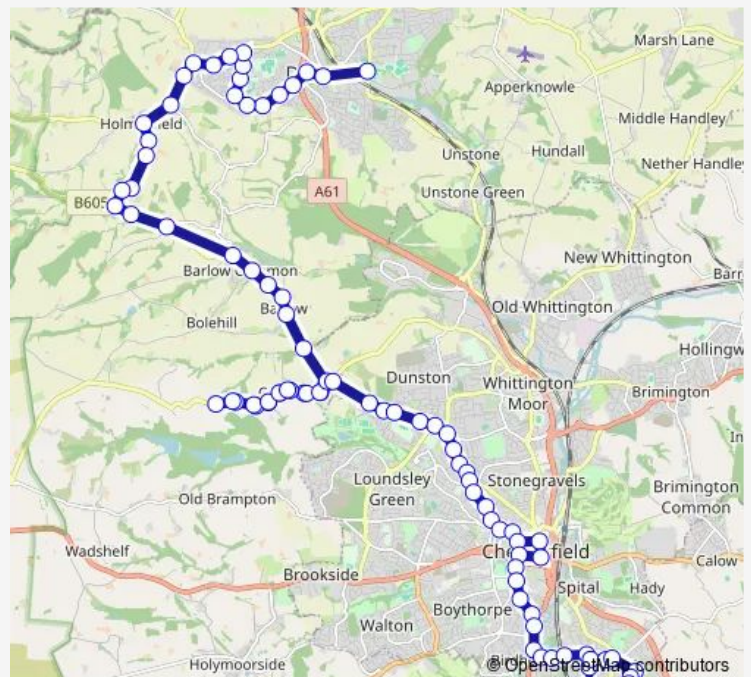 Marsh Lane
Apperknowle
Middle Handley
Unstone
Hundall
Nether Handley
A61
Unstone Green
B605
New Whittington
Barlow
Old Whittington
Bolehill
Hollingw
Dunston
Whittington
Moor
Brimington
Loundsley
Green
Stonegravels
Old Brampton
Brimington
Common
Wadshelf
Calow
Brookside
Spital
Hady
Boythorpe
Walton
Holymoorside
© OpenStreetMap contributors